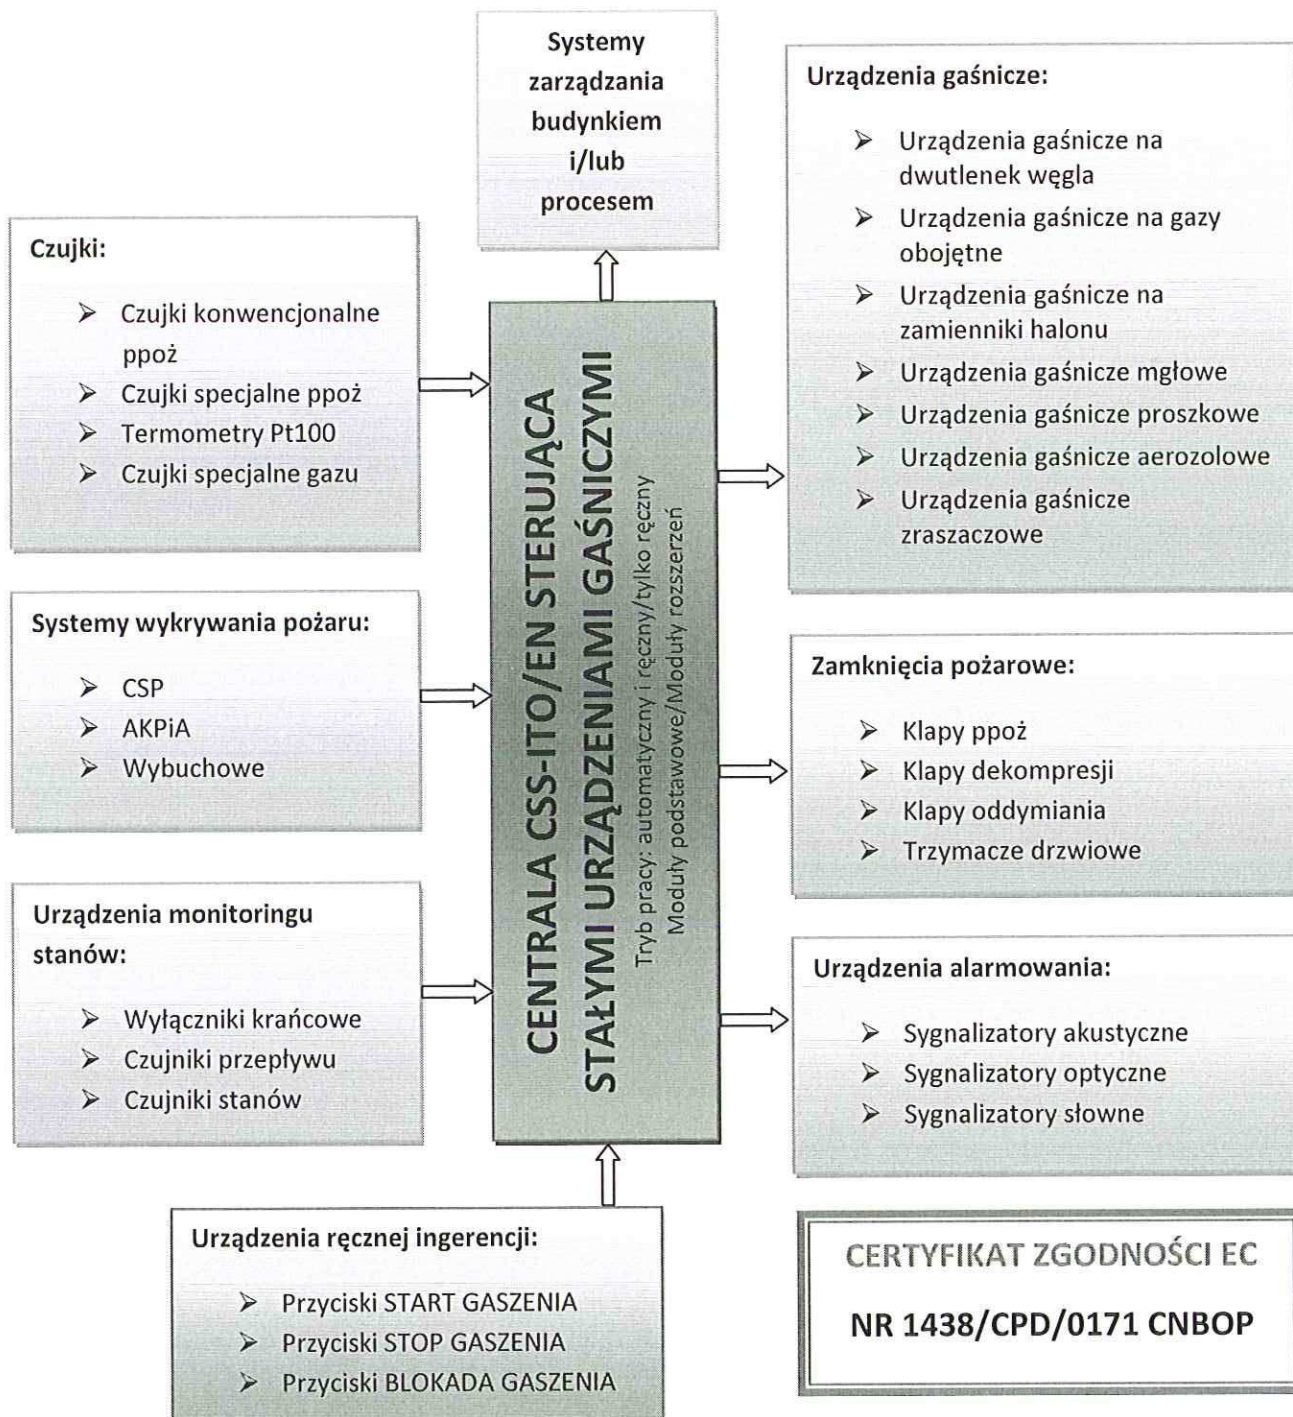 Systemy
zarządzania
budynkiem
i/lub
procesem
Czujki:
➢ Czujki konwencjonalne
ppoż
➢ Czujki specjalne ppoż
➢ Termometry Pt100
➢ Czujki specjalne gazu
Systemy wykrywania pożaru:
➢ CSP
➢ AKPiA
➢ Wybuchowe
Urządzenia monitoringu
stanów:
➢ Wyłączniki krańcowe
➢ Czujniki przepływu
➢ Czujniki stanów
Urządzenia ręcznej ingerencji:
➢ Przyciski START GASZENIA
➢ Przyciski STOP GASZENIA
➢ Przyciski BLOKADA GASZENIA
CENTRALA CSS-ITO/EN STERUJĄCA
STAŁYMI URZĄDZENIAMI GAŚNICZYMI
Tryb pracy: automatyczny i ręczny/tylko ręczny
Moduły podstawowe/Moduły rozszerzeń
Urządzenia gaśnicze:
➢ Urządzenia gaśnicze na
dwutlenek węgla
➢ Urządzenia gaśnicze na gazy
obojętne
➢ Urządzenia gaśnicze na
zamienniki halonu
➢ Urządzenia gaśnicze mgłowe
➢ Urządzenia gaśnicze proszkowe
➢ Urządzenia gaśnicze aerozolowe
➢ Urządzenia gaśnicze
zraszaczowe
Zamknięcia pożarowe:
➢ Klapy ppoż
➢ Klapy dekompresji
➢ Klapy oddymiania
➢ Trzymacze drzwiowe
Urządzenia alarmowania:
➢ Sygnalizatory akustyczne
➢ Sygnalizatory optyczne
➢ Sygnalizatory słowne
CERTYFIKAT ZGODNOŚCI EC
NR 1438/CPD/0171 CNBOP